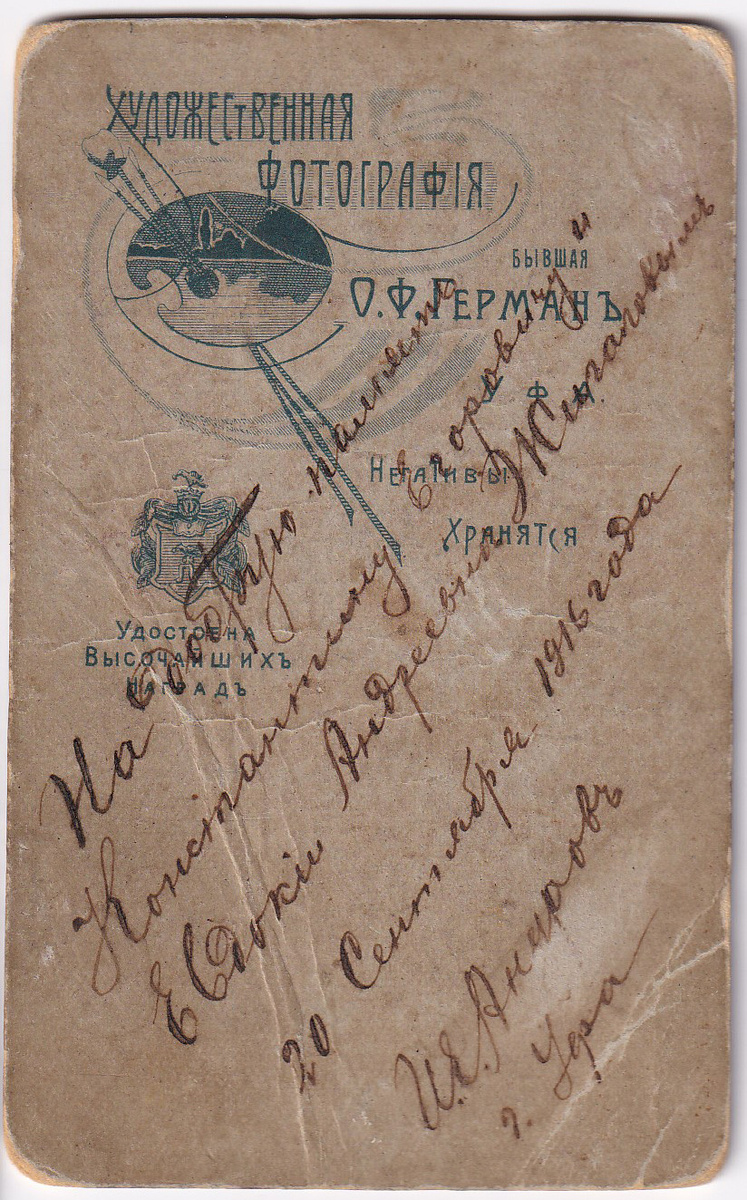 Художественная
Фотографія
бывшая
О.Ф.Германъ
Уфа.
Негативы
Хранятся
Удостоена
Высочайшихъ
Наградъ
На добрую память
Константину Егоровичу и
Евдокіи Андреевнѣ Жигаловымъ
20 Сентября 1916 года
И.Е.
г. Уфа